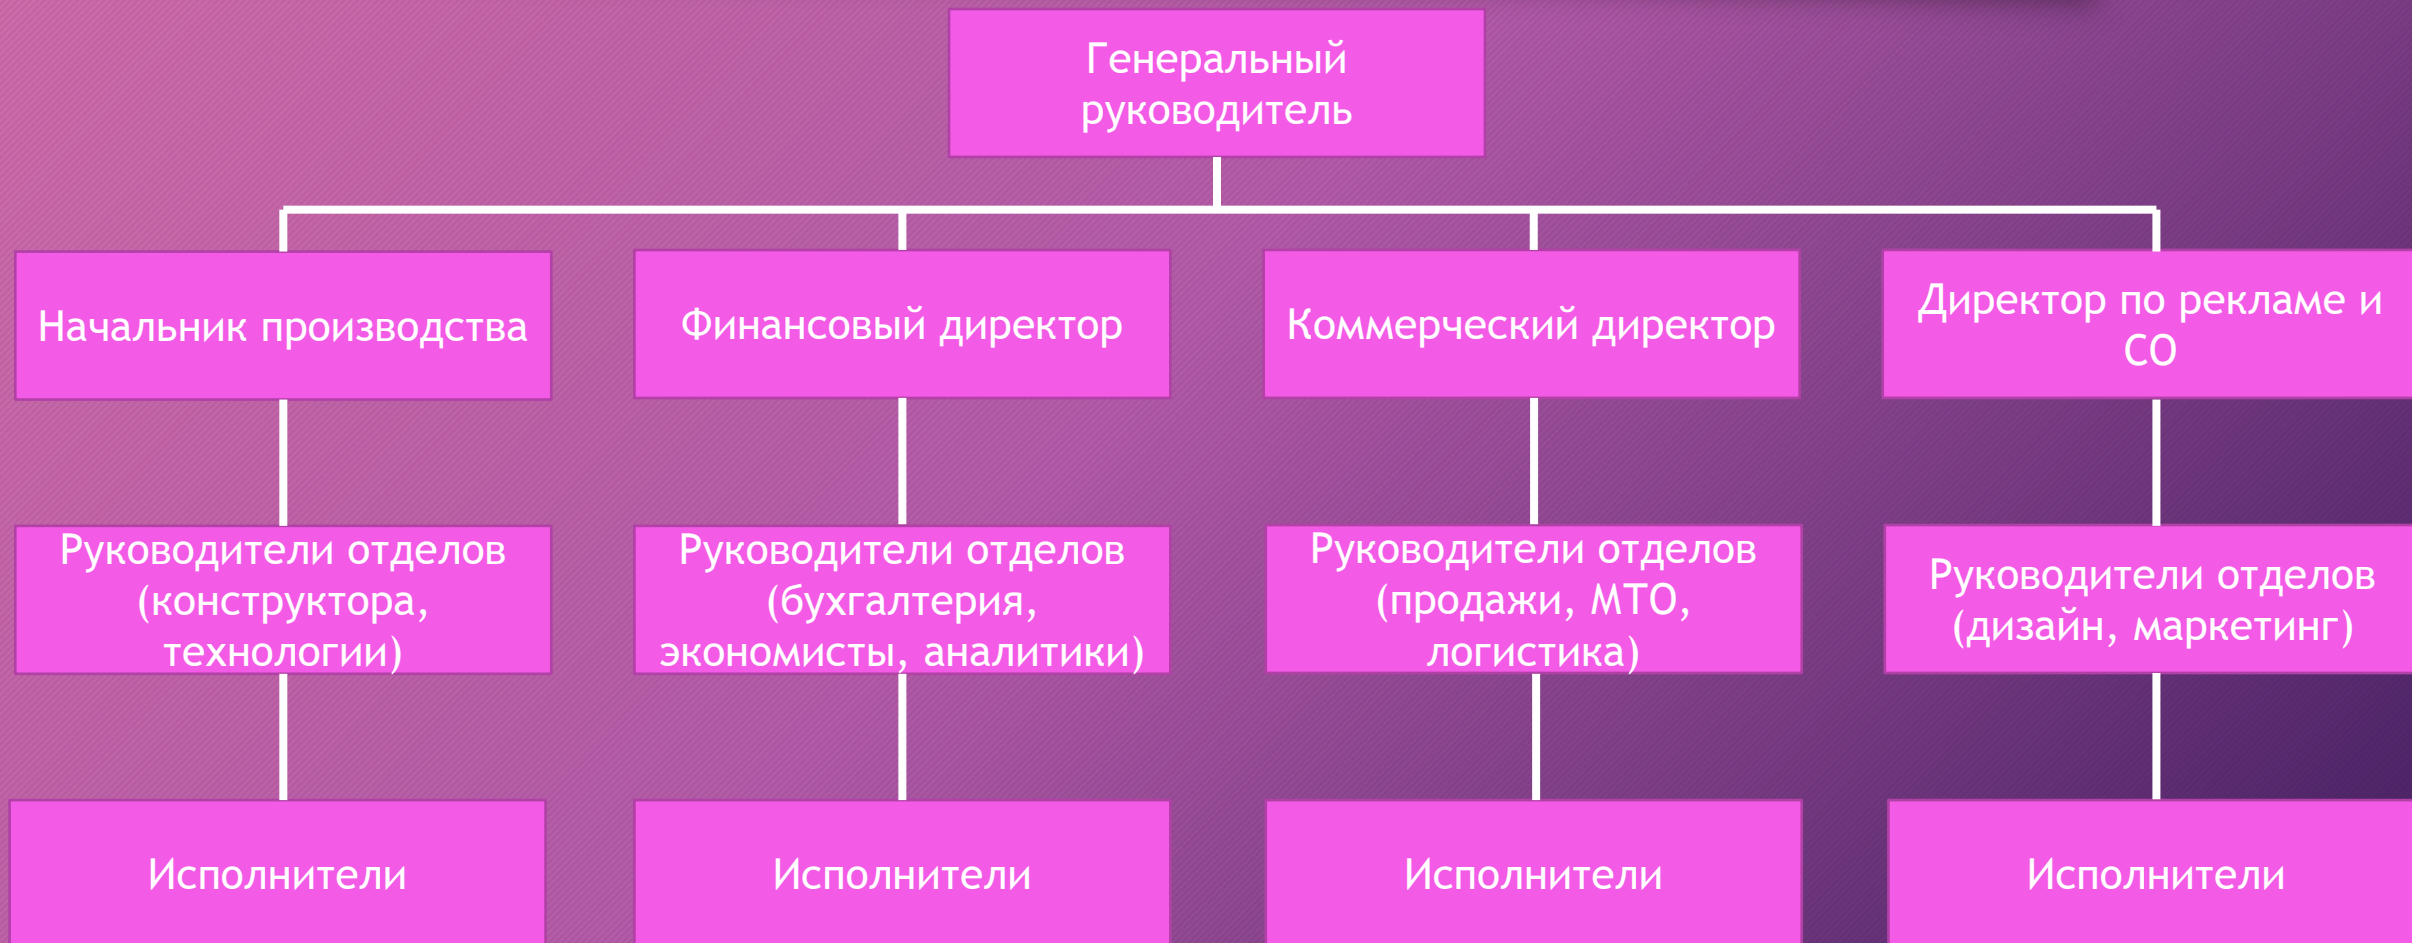 Генеральный
руководитель
Начальник производства
Финансовый директор
Коммерческий директор
Директор по рекламе и
СО
Руководители отделов
(конструктора,
технологии)
Руководители отделов
(бухгалтерия,
экономисты, аналитики)
Руководители отделов
(продажи, МТО,
логистика)
Руководители отделов
(дизайн, маркетинг)
Исполнители
Исполнители
Исполнители
Исполнители